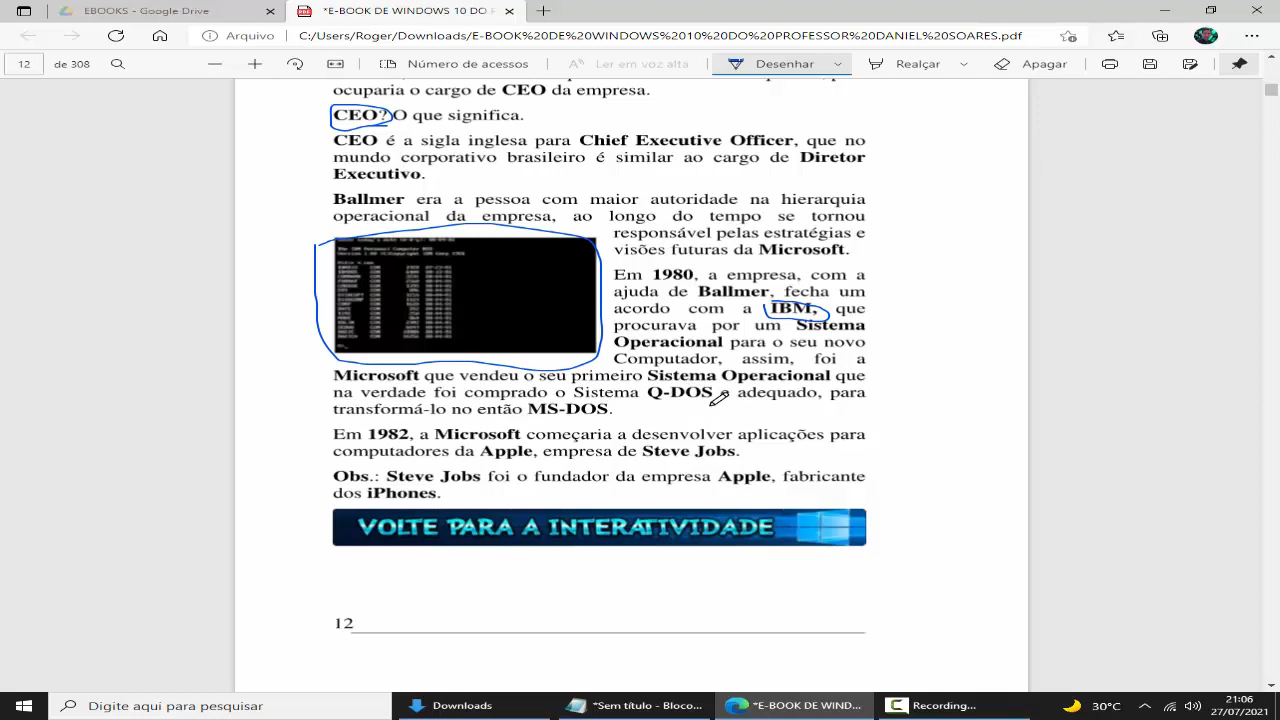 EBOOKS - Google Drive
*E-BOOK WINDOWS 10 DO
Arquivo
C:/Users/Roger/Downloads/E-BOOK%20DE%20WINDOWS%2010%20DO%20PROFESSOR%20DANIEL%20SOARES.pdf
12 de 308
Número de acessos
Ler em voz alta
Desenhar
Realçar
Apagar
ocuparia o cargo de CEO da empresa.
CEO? O que significa.
CEO é a sigla inglesa para Chief Executive Officer, que no
mundo corporativo brasileiro é similar ao cargo de Diretor
Executivo.
Ballmer era a pessoa com maior autoridade na hierarquia
operacional da empresa, ao longo do tempo se tornou
responsável pelas estratégias e
visões futuras da Microsoft.
Em 1980, a empresa, com a
ajuda de Ballmer, fecha um
acordo com a IBM, que
procurava por um Sistema
Operacional para o seu novo
Computador, assim, foi a
Microsoft que vendeu o seu primeiro Sistema Operacional que
na verdade foi comprado o Sistema Q-DOS e adequado, para
transformá-lo no então MS-DOS.
Em 1982, a Microsoft começaria a desenvolver aplicações para
computadores da Apple, empresa de Steve Jobs.
Obs.: Steve Jobs foi o fundador da empresa Apple, fabricante
dos iPhones.
VOLTE PARA A INTERATIVIDADE
12
Digite aqui para pesquisar
Downloads
*Sem título - Bloco...
*E-BOOK DE WIND...
Recording...
30°C
21:06
27/07/2021